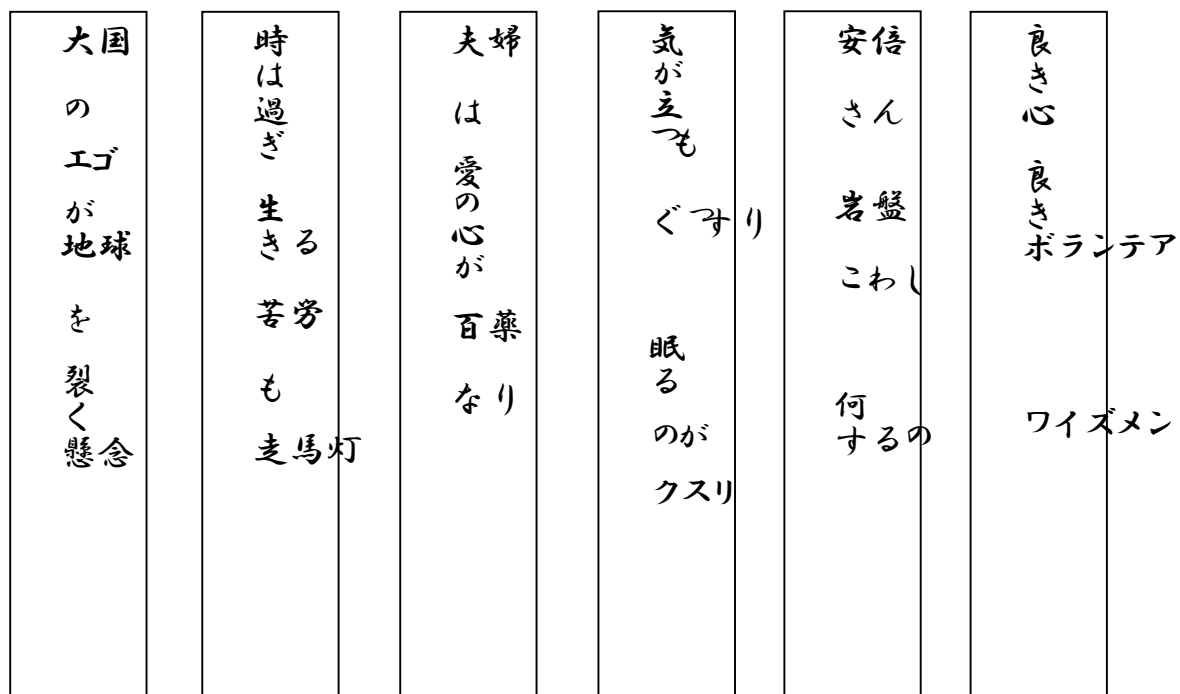 良き心 良きボランテア ワイズメン
安倍さん 岩盤こわし 何するの
気が立つも ぐっすり 眠るのがクスリ
夫婦は 愛の心が 百薬なり
時は過ぎ 生きる苦労も 走馬灯
大国のエゴが 地球を 裂く懸念